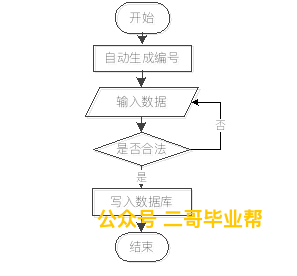 开始
自动生成编号
输入数据
否
是否合法
是
写入数据库
公众号 二哥毕业帮
结束